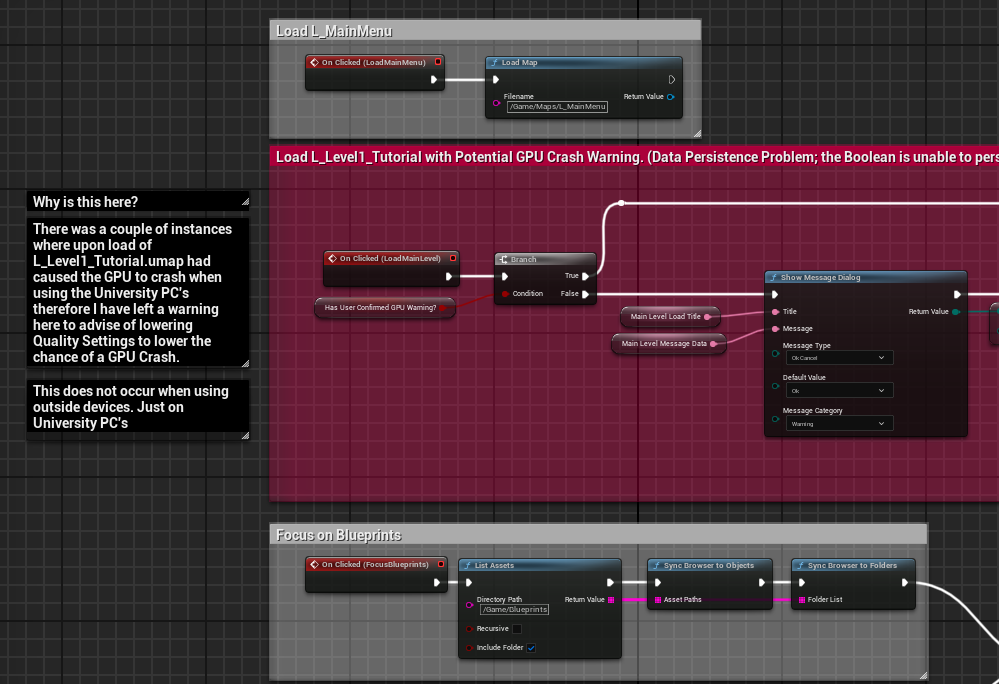 Load L_MainMenu
On Clicked (LoadMainMenu)
Load Map
Filename
/Game/Maps/L_MainMenu
Return Value
Load L_Level1_Tutorial with Potential GPU Crash Warning. (Data Persistence Problem; the Boolean is unable to pers
Why is this here?
There was a couple of instances
where upon load of
L_Level1_Tutorial.umap had
caused the GPU to crash when
using the University PC's
therefore I have left a warning
here to advise of lowering
Quality Settings to lower the
chance of a GPU Crash.
This does not occur when using
outside devices. Just on
University PC's
On Clicked (LoadMainLevel)
Has User Confirmed GPU Warning?
Branch
True
Condition
False
Main Level Load Title
Main Level Message Data
Show Message Dialog
Title
Return Value
Message
Message Type
Ok Cancel
Default Value
Ok
Message Category
Warning
Focus on Blueprints
On Clicked (FocusBlueprints)
List Assets
Directory Path
/Game/Blueprints
Return Value
Recursive
Include Folder
Sync Browser to Objects
Asset Paths
Sync Browser to Folders
Folder List